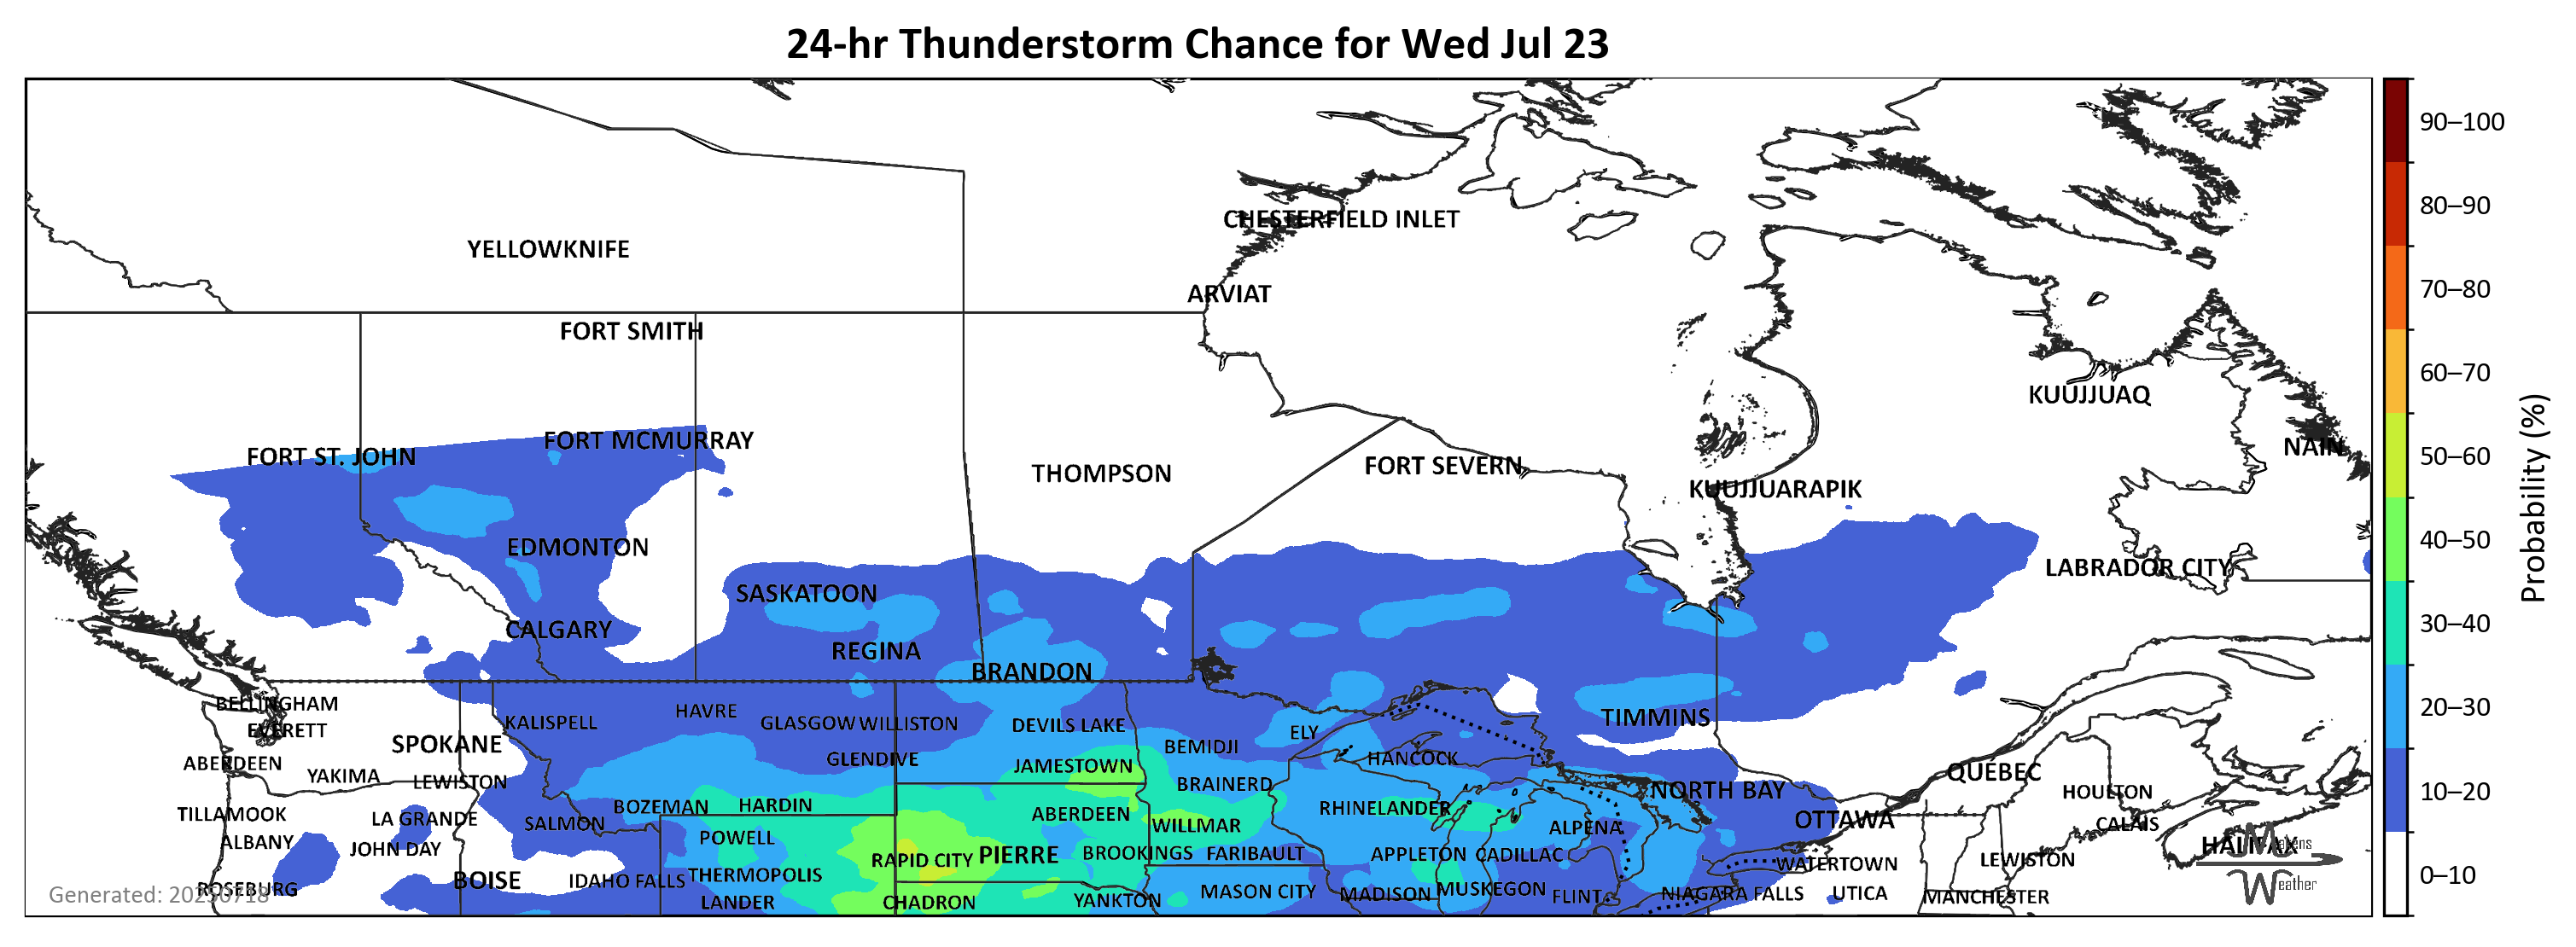 24-hr Thunderstorm Chance for Wed Jul 23
90–100
80–90
CHESTERFIELD INLET
YELLOWKNIFE
70–80
ARVIAT
FORT SMITH
60–70
KUUJJUAQ
FORT MCMURRAY
NAIN
50–60
FORT ST. JOHN
FORT SEVERN
THOMPSON
KUUJJUARAPIK
Probability (%)
40–50
EDMONTON
LABRADOR CITY
SASKATOON
30–40
CALGARY
REGINA
BRANDON
BELLINGHAM
20–30
HAVRE
TIMMINS
KALISPELL
GLASGOW
WILLISTON
DEVILS LAKE
EVERETT
ELY
SPOKANE
BEMIDJI
HANCOCK
GLENDIVE
ABERDEEN
JAMESTOWN
QUÉBEC
YAKIMA
LEWISTON
BRAINERD
NORTH BAY
HOULTON
10–20
BOZEMAN
HARDIN
RHINELANDER
TILLAMOOK
ABERDEEN
LA GRANDE
OTTAWA
SALMON
CALAIS
WILLMAR
ALPENA
POWELL
ALBANY
HALIFAX
Makens
Weather
JOHN DAY
BROOKINGS
FARIBAULT
APPLETON
CADILLAC
PIERRE
RAPID CITY
LEWISTON
WATERTOWN
0–10
THERMOPOLIS
BOISE
IDAHO FALLS
ROSEBURG
MUSKEGON
MASON CITY
MADISON
NIAGARA FALLS
UTICA
Generated: 20250718
FLINT
MANCHESTER
YANKTON
LANDER
CHADRON